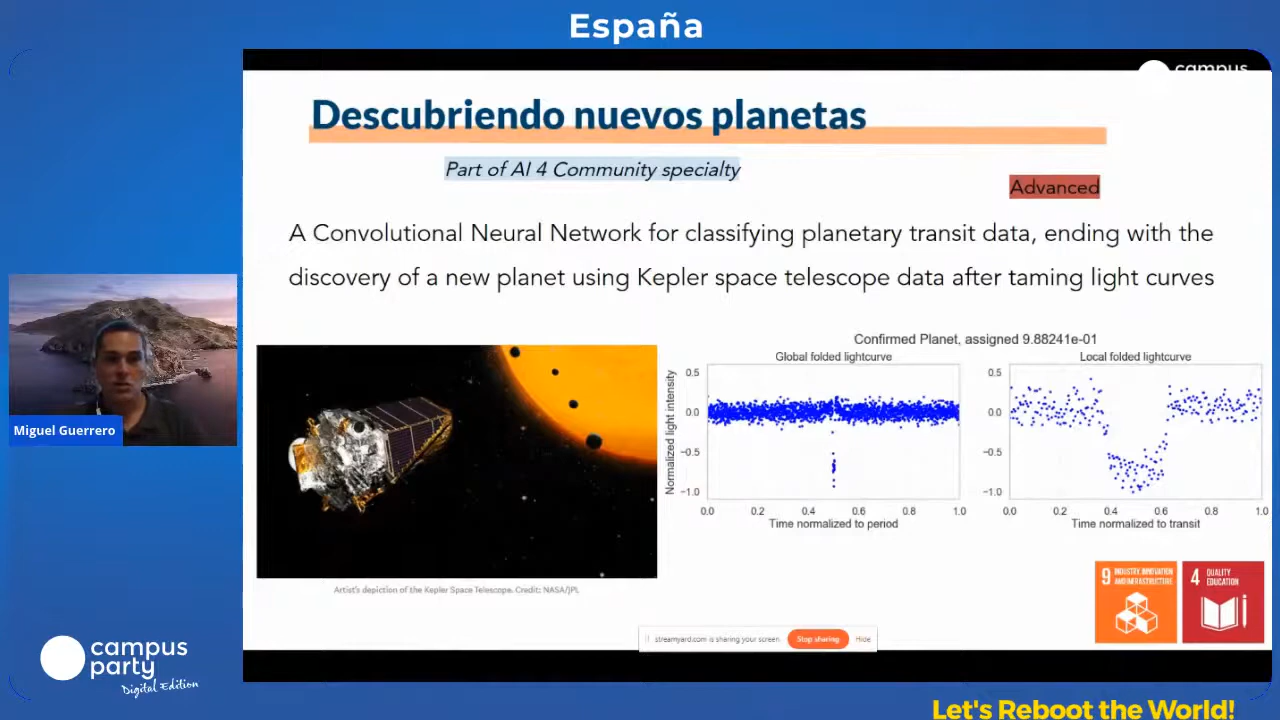 España
campus
Descubriendo nuevos planetas
Part of AI 4 Community specialty
Advanced
A Convolutional Neural Network for classifying planetary transit data, ending with the
discovery of a new planet using Kepler space telescope data after taming light curves
Miguel Guerrero
Artist's depiction of the Kepler Space Telescope. Credit: NASA/JPL
Confirmed Planet, assigned 9.88241e-01
Global folded lightcurve
Normalized light intensity
0.5
0.0
−0.5
−1.0
0.0 0.2 0.4 0.6 0.8 1.0
Time normalized to period
Local folded lightcurve
0.5
0.0
−0.5
−1.0
0.0 0.2 0.4 0.6 0.8 1.0
Time normalized to transit
9 INDUSTRY, INNOVATION
AND INFRASTRUCTURE
4 QUALITY
EDUCATION
streamyard.com is sharing your screen. Stop sharing Hide
campus
party
Digital Edition
Let's Reboot the World!